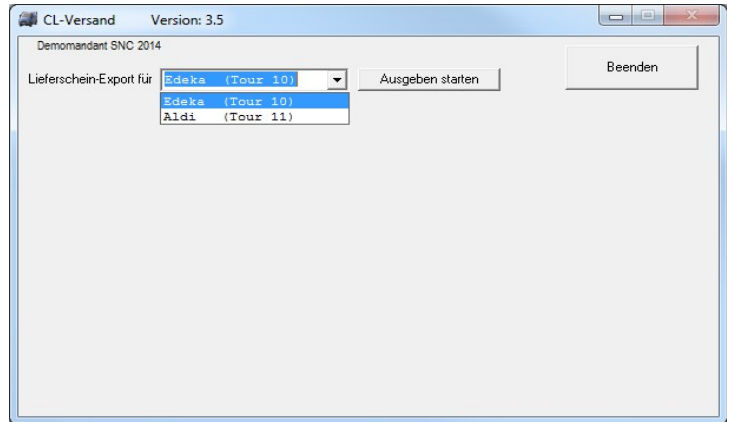 CL-Versand Version: 3.5
Demomandant SNC 2014
Beenden
Lieferschein-Export für Edeka (Tour 10) Ausgeben starten
Edeka (Tour 10)
Aldi (Tour 11)